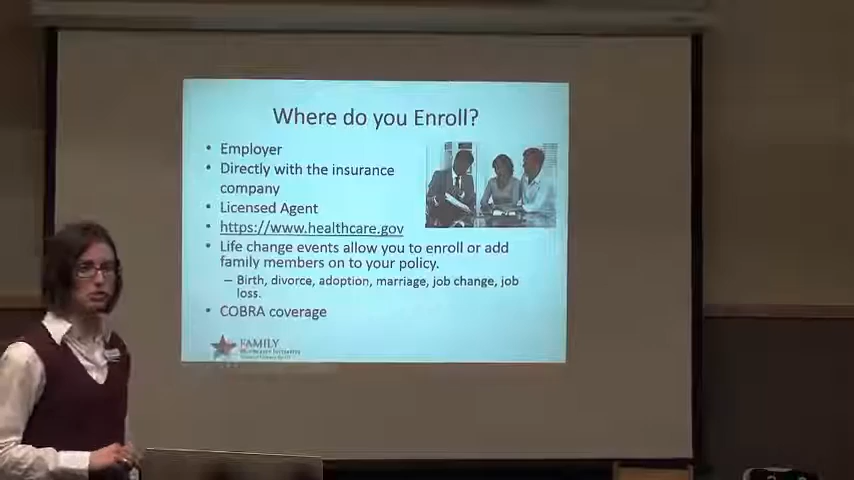 Where do you Enroll?
• Employer
• Directly with the insurance
company
• Licensed Agent
• https://www.healthcare.gov
• Life change events allow you to enroll or add
family members on to your policy.
– Birth, divorce, adoption, marriage, job change, job
loss.
• COBRA coverage
FAMILY